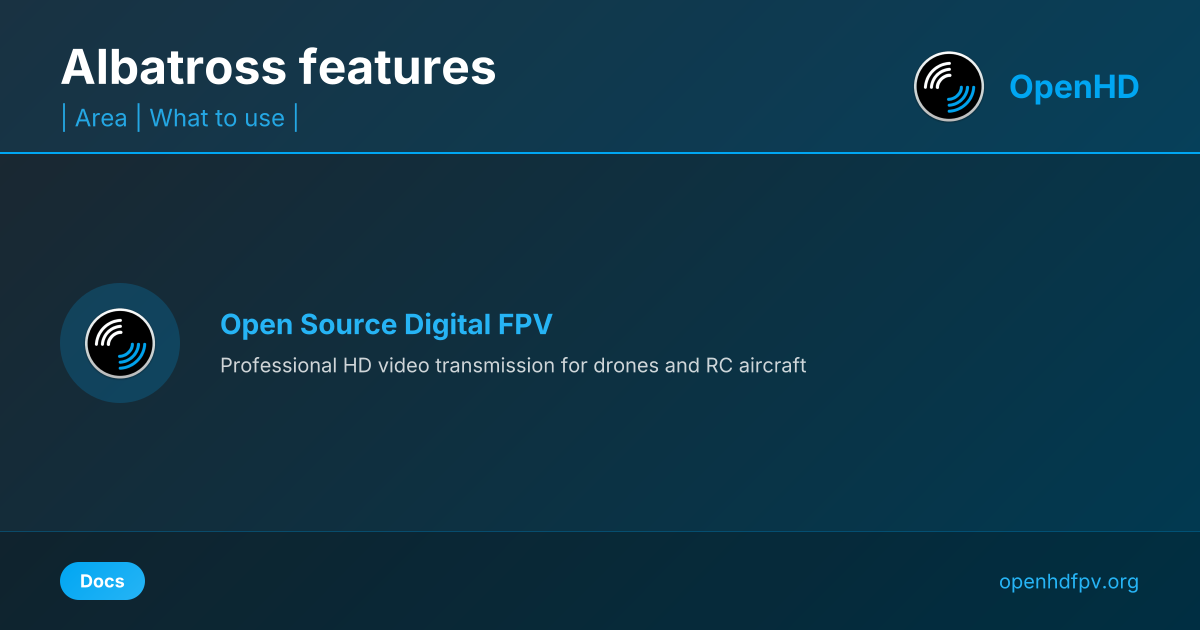 Albatross features
| Area | What to use |
OpenHD
Open Source Digital FPV
Professional HD video transmission for drones and RC aircraft
Docs
openhdfpv.org